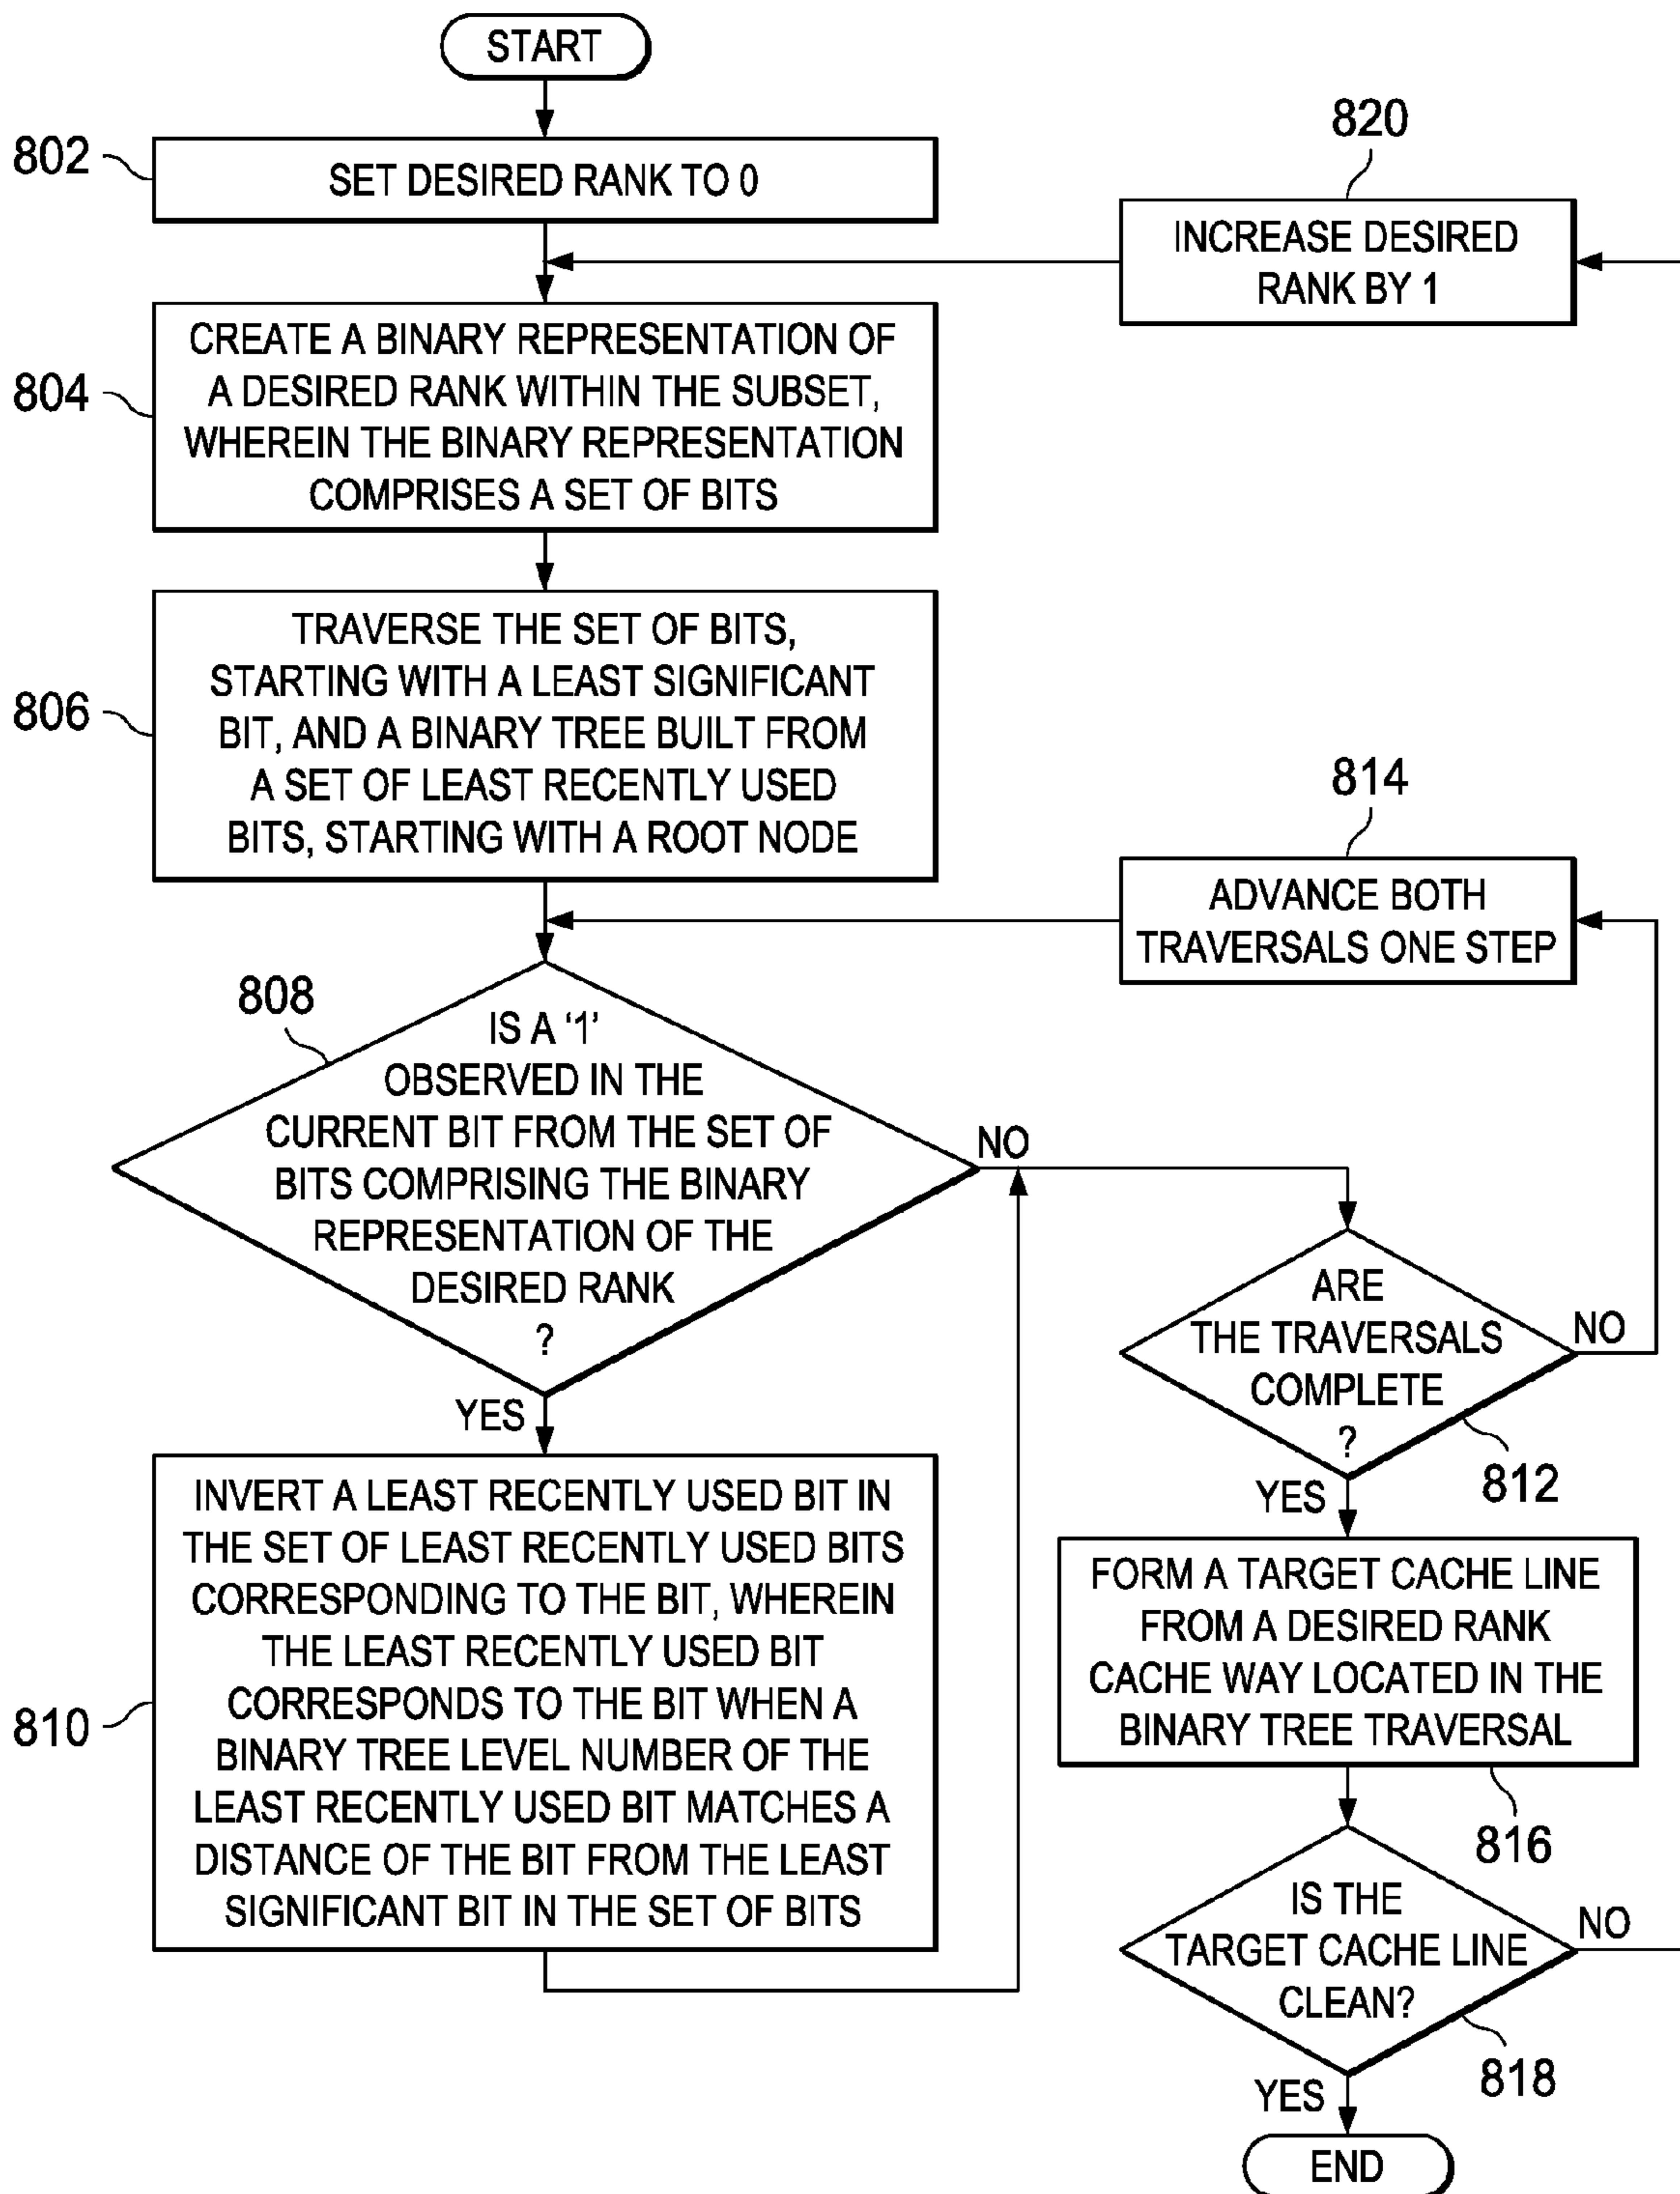 START
802
SET DESIRED RANK TO 0
820
INCREASE DESIRED
RANK BY 1
804
CREATE A BINARY REPRESENTATION OF
A DESIRED RANK WITHIN THE SUBSET,
WHEREIN THE BINARY REPRESENTATION
COMPRISES A SET OF BITS
806
TRAVERSE THE SET OF BITS,
STARTING WITH A LEAST SIGNIFICANT
BIT, AND A BINARY TREE BUILT FROM
A SET OF LEAST RECENTLY USED
BITS, STARTING WITH A ROOT NODE
814
ADVANCE BOTH
TRAVERSALS ONE STEP
808
IS A ‘1’
OBSERVED IN THE
CURRENT BIT FROM THE SET OF
BITS COMPRISING THE BINARY
REPRESENTATION OF THE
DESIRED RANK
?
NO
YES
ARE
THE TRAVERSALS
COMPLETE
?
NO
812
YES
810
INVERT A LEAST RECENTLY USED BIT IN
THE SET OF LEAST RECENTLY USED BITS
CORRESPONDING TO THE BIT, WHEREIN
THE LEAST RECENTLY USED BIT
CORRESPONDS TO THE BIT WHEN A
BINARY TREE LEVEL NUMBER OF THE
LEAST RECENTLY USED BIT MATCHES A
DISTANCE OF THE BIT FROM THE LEAST
SIGNIFICANT BIT IN THE SET OF BITS
FORM A TARGET CACHE LINE
FROM A DESIRED RANK
CACHE WAY LOCATED IN THE
BINARY TREE TRAVERSAL
816
IS THE
TARGET CACHE LINE
CLEAN?
NO
818
YES
END